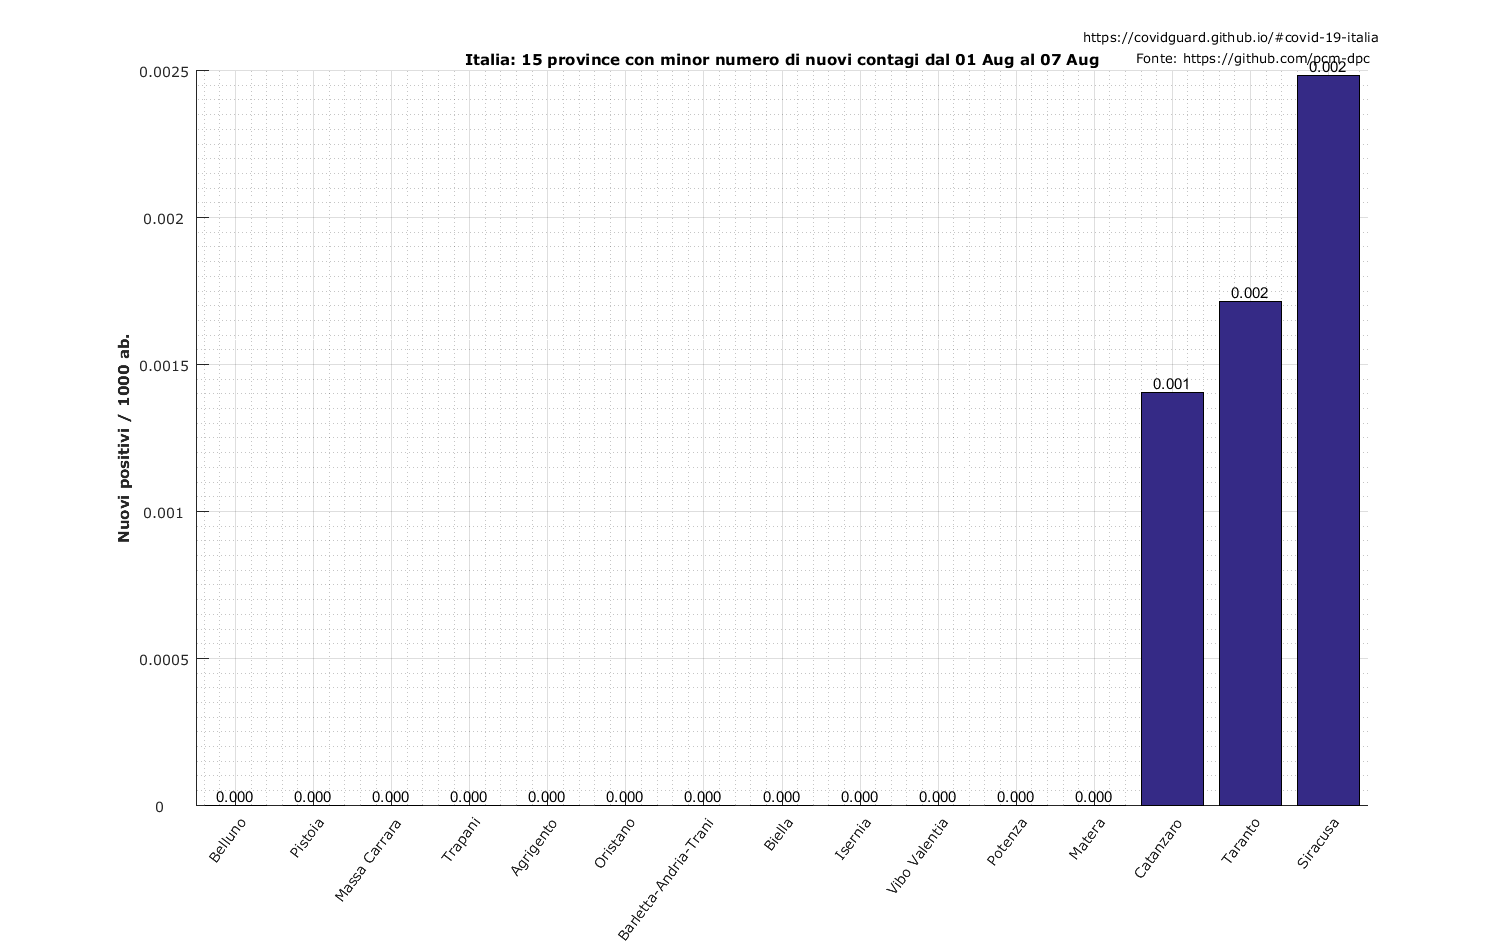 https://covidguard.github.io/#covid-19-italia
Italia: 15 province con minor numero di nuovi contagi dal 01 Aug al 07 Aug
Fonte: https://github.com/pcm-dpc
Nuovi positivi / 1000 ab.
0.0025
0.002
0.0015
0.001
0.0005
0
0.000
0.000
0.000
0.000
0.000
0.000
0.000
0.000
0.000
0.000
0.000
0.000
0.001
0.002
0.002
Belluno
Pistoia
Massa Carrara
Trapani
Agrigento
Oristano
Barletta-Andria-Trani
Biella
Isernia
Vibo Valentia
Potenza
Matera
Catanzaro
Taranto
Siracusa